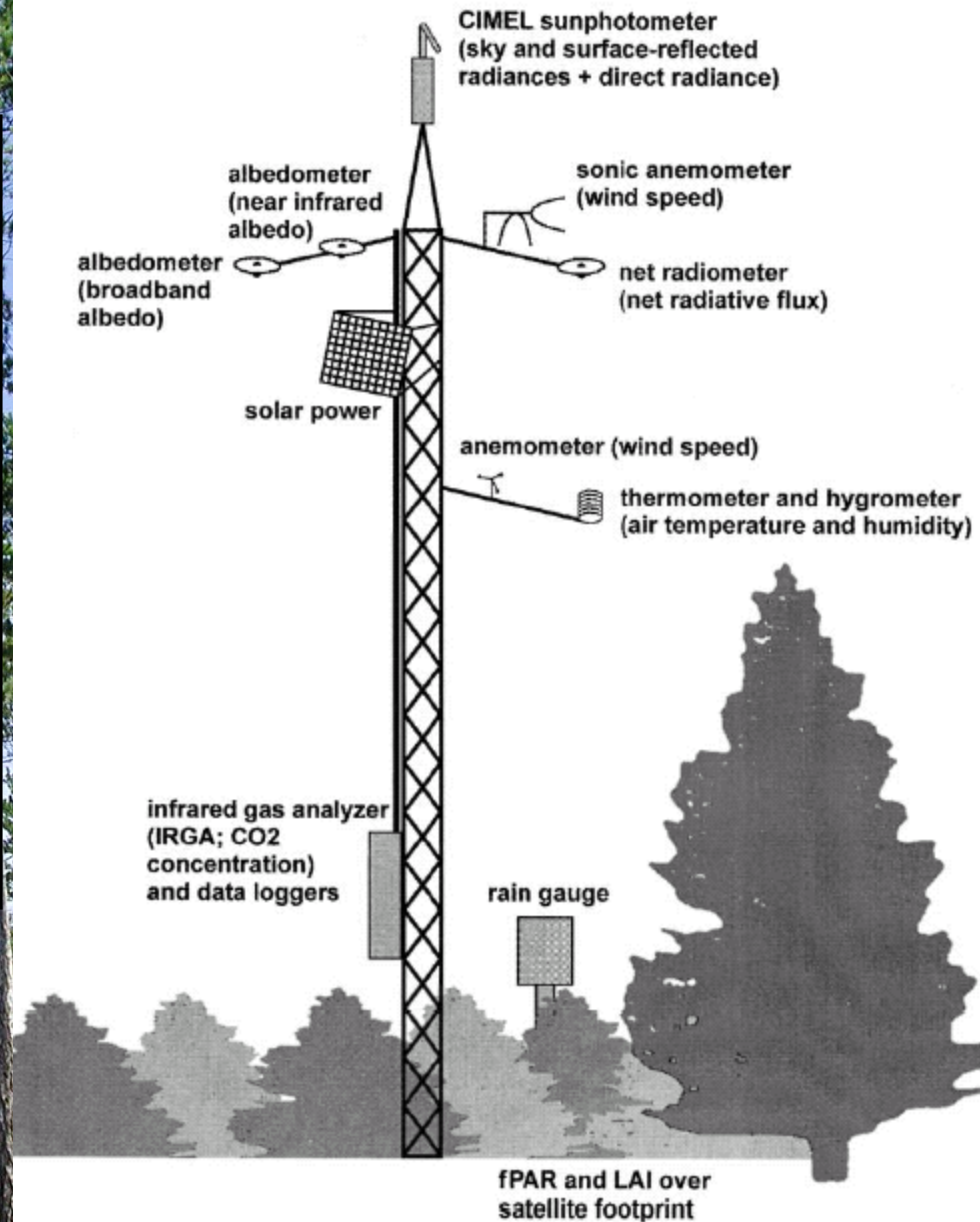 CIMEL sunphotometer
(sky and surface-reflected
radiances + direct radiance)
albedometer
(near infrared
albedo)
sonic anemometer
(wind speed)
albedometer
(broadband
albedo)
net radiometer
(net radiative flux)
solar power
anemometer (wind speed)
thermometer and hygrometer
(air temperature and humidity)
infrared gas analyzer
(IRGA; CO2
concentration)
and data loggers
rain gauge
fPAR and LAI over
satellite footprint